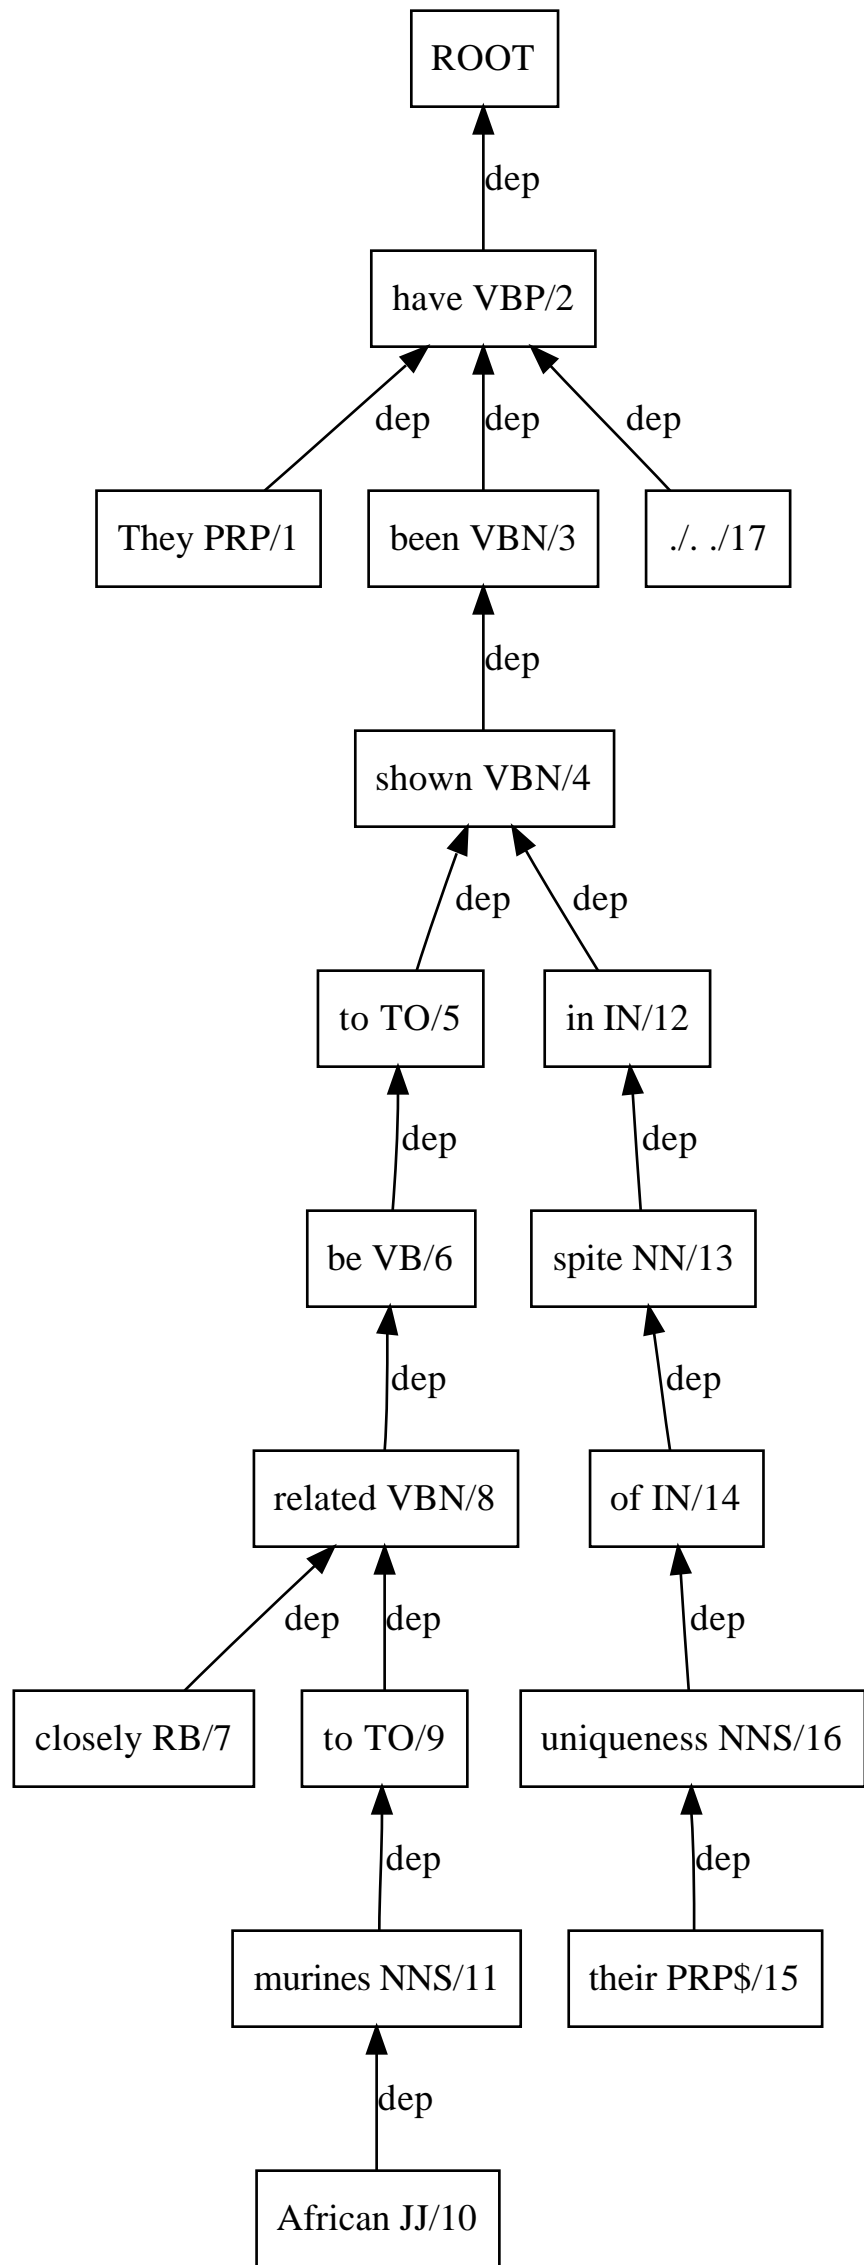 ROOT
dep
have VBP/2
dep dep dep
They PRP/1 been VBN/3 ./. ./17
dep
shown VBN/4
dep dep
to TO/5 in IN/12
dep dep
be VB/6 spite NN/13
dep dep
related VBN/8 of IN/14
dep dep dep
closely RB/7 to TO/9 uniqueness NNS/16
dep dep
murines NNS/11 their PRP$/15
dep
African JJ/10